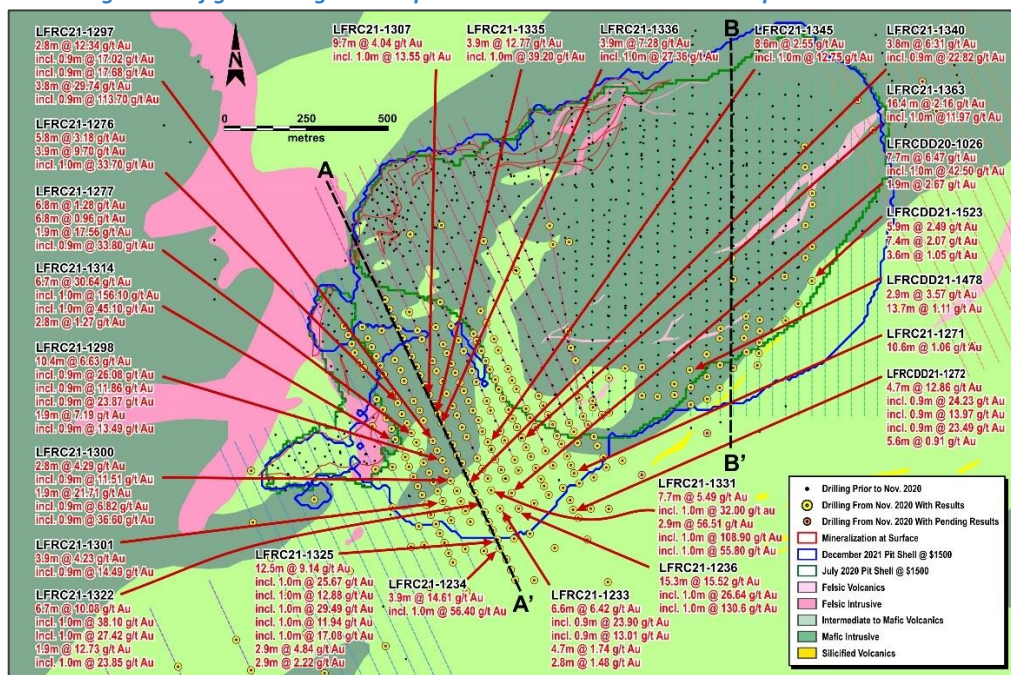 LFRC21-1297
2.8m @ 12.34 g/t Au
incl. 0.9m @ 17.02 g/t Au
incl. 0.9m @ 17.68 g/t Au
3.8m @ 29.74 g/t Au
incl. 0.9m @ 113.70 g/t Au
LFRC21-1276
5.8m @ 3.18 g/t Au
3.9m @ 9.70 g/t Au
incl. 1.0m @ 33.70 g/t Au
LFRC21-1277
6.8m @ 1.28 g/t Au
6.8m @ 0.96 g/t Au
1.9m @ 17.56 g/t Au
incl. 0.9m @ 33.80 g/t Au
LFRC21-1314
6.7m @ 30.64 g/t Au
incl. 1.0m @ 156.10 g/t Au
incl. 1.0m @ 45.10 g/t Au
2.8m @ 1.27 g/t Au
LFRC21-1298
10.4m @ 6.63 g/t Au
incl. 0.9m @ 26.08 g/t Au
incl. 0.9m @ 11.86 g/t Au
incl. 0.9m @ 23.87 g/t Au
1.9m @ 7.19 g/t Au
incl. 0.9m @ 13.49 g/t Au
LFRC21-1300
2.8m @ 4.29 g/t Au
incl. 0.9m @ 11.51 g/t Au
1.9m @ 21.71 g/t Au
incl. 0.9m @ 6.82 g/t Au
incl. 0.9m @ 36.60 g/t Au
LFRC21-1301
3.9m @ 4.23 g/t Au
incl. 0.9m @ 14.49 g/t Au
LFRC21-1322
6.7m @ 10.08 g/t Au
incl. 1.0m @ 38.10 g/t Au
incl. 1.0m @ 27.42 g/t Au
1.9m @ 12.73 g/t Au
incl. 1.0m @ 23.85 g/t Au
N
0 250 500
metres
LFRC21-1307
9.7m @ 4.04 g/t Au
incl. 1.0m @ 13.55 g/t Au
LFRC21-1335
3.9m @ 12.77 g/t Au
incl. 1.0m @ 39.20 g/t Au
LFRC21-1336
3.9m @ 7.28 g/t Au
incl. 1.0m @ 27.36 g/t Au
LFRC21-1345
8.6m @ 2.55 g/t Au
incl. 1.0m @ 12.75 g/t Au
LFRC21-1340
3.8m @ 6.31 g/t Au
incl. 0.9m @ 22.82 g/t Au
LFRC21-1363
16.4 m @ 2.16 g/t Au
incl. 1.0m @11.97 g/t Au
LFRCDD20-1026
7.7m @ 6.47 g/t Au
incl. 1.0m @ 42.50 g/t Au
1.9m @ 2.67 g/t Au
LFRCDD21-1523
5.9m @ 2.49 g/t Au
7.4m @ 2.07 g/t Au
3.6m @ 1.05 g/t Au
LFRCDD21-1478
2.9m @ 3.57 g/t Au
13.7m @ 1.11 g/t Au
LFRC21-1271
10.6m @ 1.06 g/t Au
LFRCDD21-1272
4.7m @ 12.86 g/t Au
incl. 0.9m @ 24.23 g/t Au
incl. 0.9m @ 13.97 g/t Au
incl. 0.9m @ 23.49 g/t Au
5.6m @ 0.91 g/t Au
A
B
A'
B'
LFRC21-1325
12.5m @ 9.14 g/t Au
incl. 1.0m @ 25.67 g/t Au
incl. 1.0m @ 12.88 g/t Au
incl. 1.0m @ 29.49 g/t Au
incl. 1.0m @ 11.94 g/t Au
incl. 1.0m @ 17.08 g/t Au
2.9m @ 4.84 g/t Au
2.9m @ 2.22 g/t Au
LFRC21-1234
3.9m @ 14.61 g/t Au
incl. 1.0m @ 56.40 g/t Au
LFRC21-1233
6.6m @ 6.42 g/t Au
incl. 0.9m @ 23.90 g/t Au
incl. 0.9m @ 13.01 g/t Au
4.7m @ 1.74 g/t Au
2.8m @ 1.48 g/t Au
LFRC21-1331
7.7m @ 5.49 g/t Au
incl. 1.0m @ 32.00 g/t Au
2.9m @ 56.51 g/t Au
incl. 1.0m @ 108.90 g/t Au
incl. 1.0m @ 55.80 g/t Au
LFRC21-1236
15.3m @ 15.52 g/t Au
incl. 1.0m @ 26.64 g/t Au
incl. 1.0m @ 130.6 g/t Au
Drilling Prior to Nov. 2020
Drilling From Nov. 2020 With Results
Drilling From Nov. 2020 With Pending Results
Mineralization at Surface
December 2021 Pit Shell @ $1500
July 2020 Pit Shell @ $1500
Felsic Volcanics
Felsic Intrusive
Intermediate to Mafic Volcanics
Mafic Intrusive
Silicified Volcanics